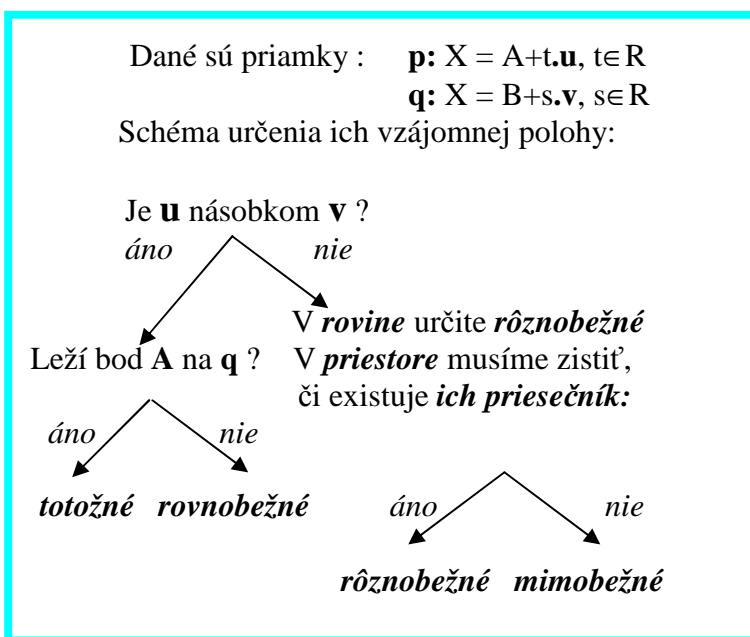 Dané sú priamky : p: X = A+t.u, t∈R
q: X = B+s.v, s∈R
Schéma určenia ich vzájomnej polohy:
Je u násobkom v ?
áno nie
V rovine určite rôznobežné
Leží bod A na q ? V priestore musíme zistiť,
či existuje ich priesečník:
áno nie
totožné rovnobežné
áno nie
rôznobežné mimobežné